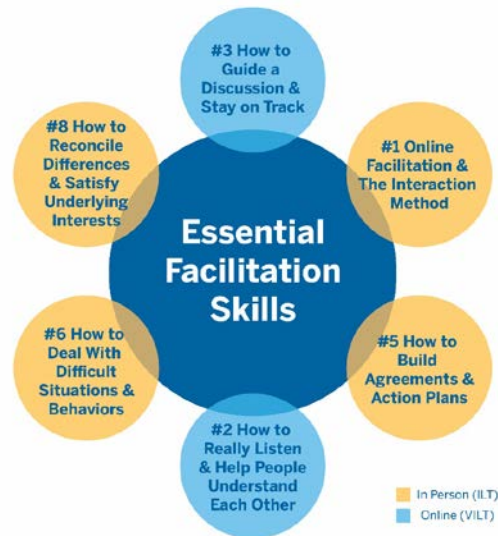 #3 How to
Guide a
Discussion &
Stay on Track
#8 How to
Reconcile
Differences
& Satisfy
Underlying
Interests
#1 Online
Facilitation &
The Interaction
Method
Essential
Facilitation
Skills
#6 How to
Deal With
Difficult
Situations &
Behaviors
#5 How to
Build
Agreements &
Action Plans
#2 How to
Really Listen
& Help People
Understand
Each Other
In Person (ILT)
Online (VILT)